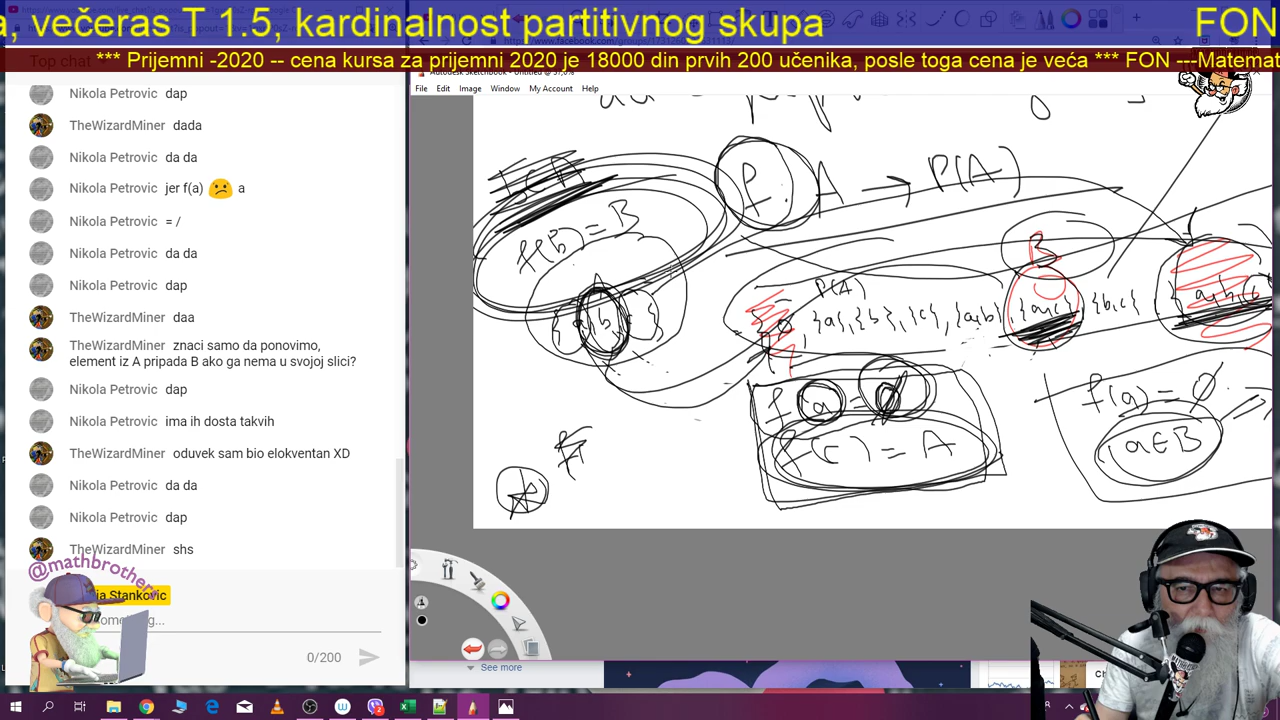 a, večeras T 1.5, kardinalnost partitivnog skupa FON
*** Prijemni -2020 -- cena kursa za prijemni 2020 je 18000 din prvih 200 učenika, posle toga cena je veća *** FON ---Matemat
Top chat
Nikola Petrovic dap
TheWizardMiner dada
Nikola Petrovic da da
Nikola Petrovic jer f(a) 🙁 a
Nikola Petrovic = /
Nikola Petrovic da da
Nikola Petrovic dap
TheWizardMiner daa
TheWizardMiner znaci samo da ponovimo,
element iz A pripada B ako ga nema u svojoj slici?
Nikola Petrovic dap
Nikola Petrovic ima ih dosta takvih
TheWizardMiner oduvek sam bio elokventan XD
Nikola Petrovic da da
Nikola Petrovic dap
TheWizardMiner shs
@mathbrothers
Stankovic
0/200
File Edit Image Window My Account Help
f: A → P(A)
f(b) = B
B
P(A)
∅, {a}, {b}, {c}, {a,b}, {a,c}, {b,c}
{a,b,c}
{a,b,c}
f(a) = ∅
f(c) = A
f(a) = ∅ ⇒
a ∈ B
See more